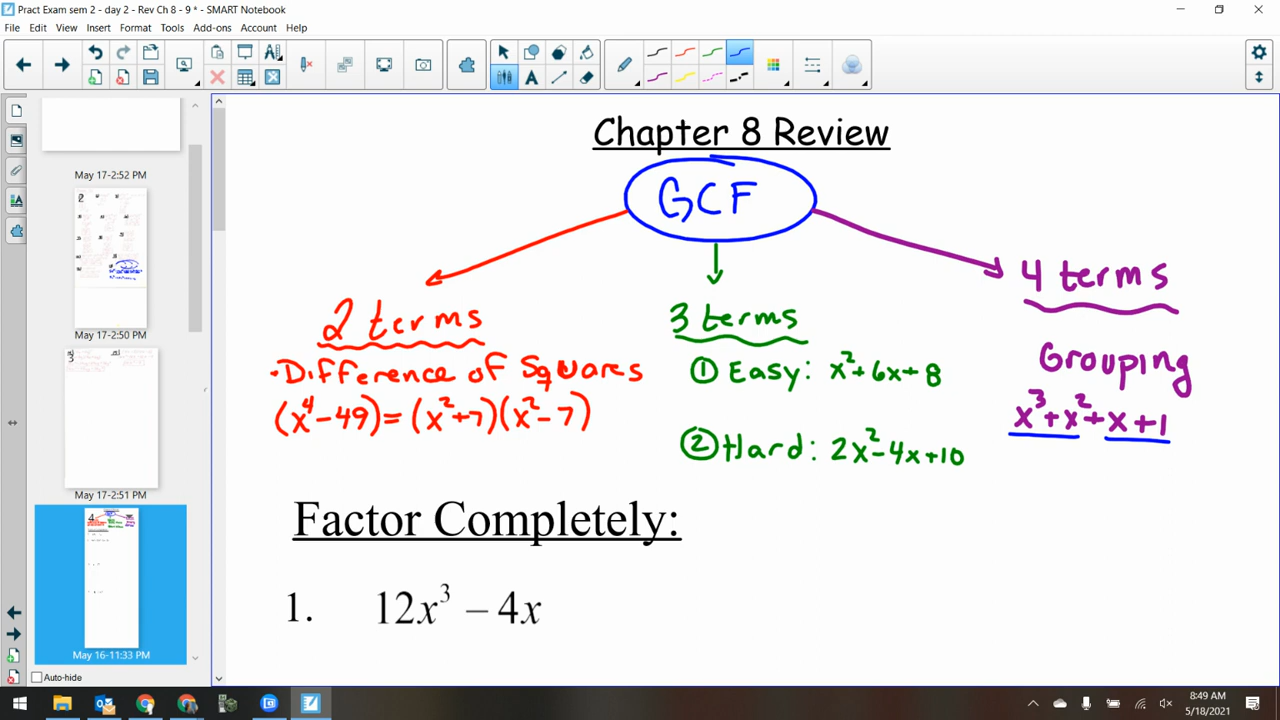 Pract Exam sem 2 - day 2 - Rev Ch 8 - 9 * - SMART Notebook
File Edit View Insert Format Tools Add-ons Account Help
Chapter 8 Review
GCF
2 terms
• Difference of Squares
(x⁴-49)=(x²+7)(x²-7)
3 terms
① Easy: x²+6x+8
② Hard: 2x²-4x+10
4 terms
Grouping
x³+x²+x+1
Factor Completely:
1. 12x³ – 4x
May 17-2:52 PM
May 17-2:50 PM
May 17-2:51 PM
May 16-11:33 PM
Auto-hide
8:49 AM
5/18/2021